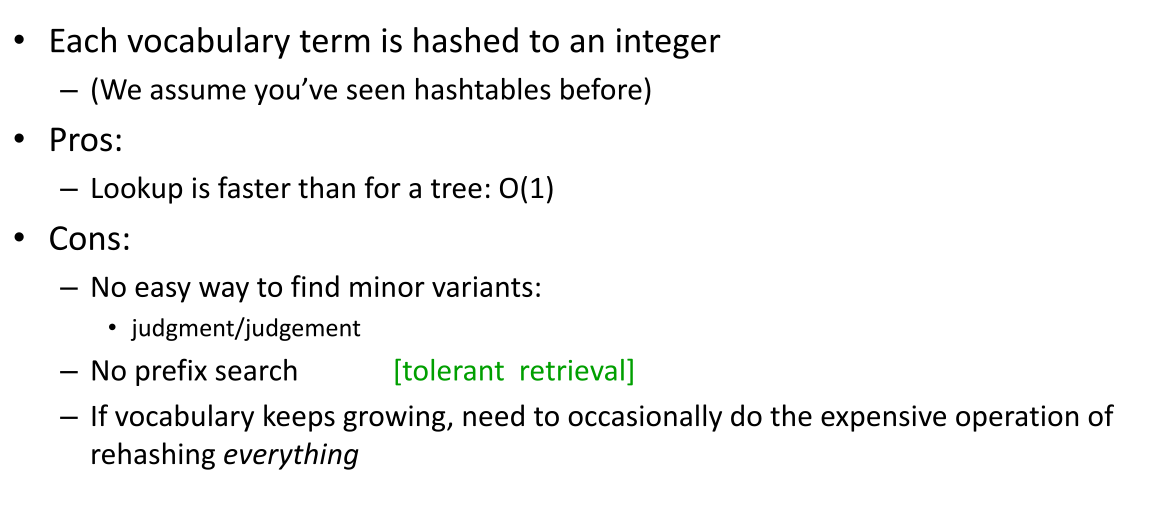 • Each vocabulary term is hashed to an integer
– (We assume you’ve seen hashtables before)
• Pros:
– Lookup is faster than for a tree: O(1)
• Cons:
– No easy way to find minor variants:
• judgment/judgement
– No prefix search [tolerant retrieval]
– If vocabulary keeps growing, need to occasionally do the expensive operation of
rehashing everything